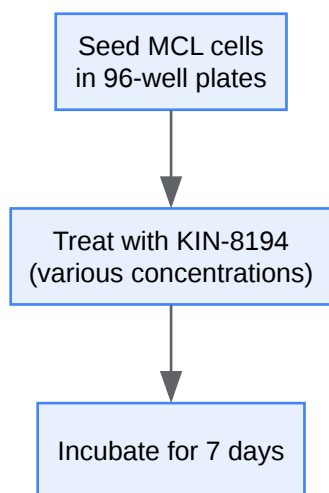 Seed MCL cells
in 96-well plates
Treat with KIN-8194
(various concentrations)
Incubate for 7 days